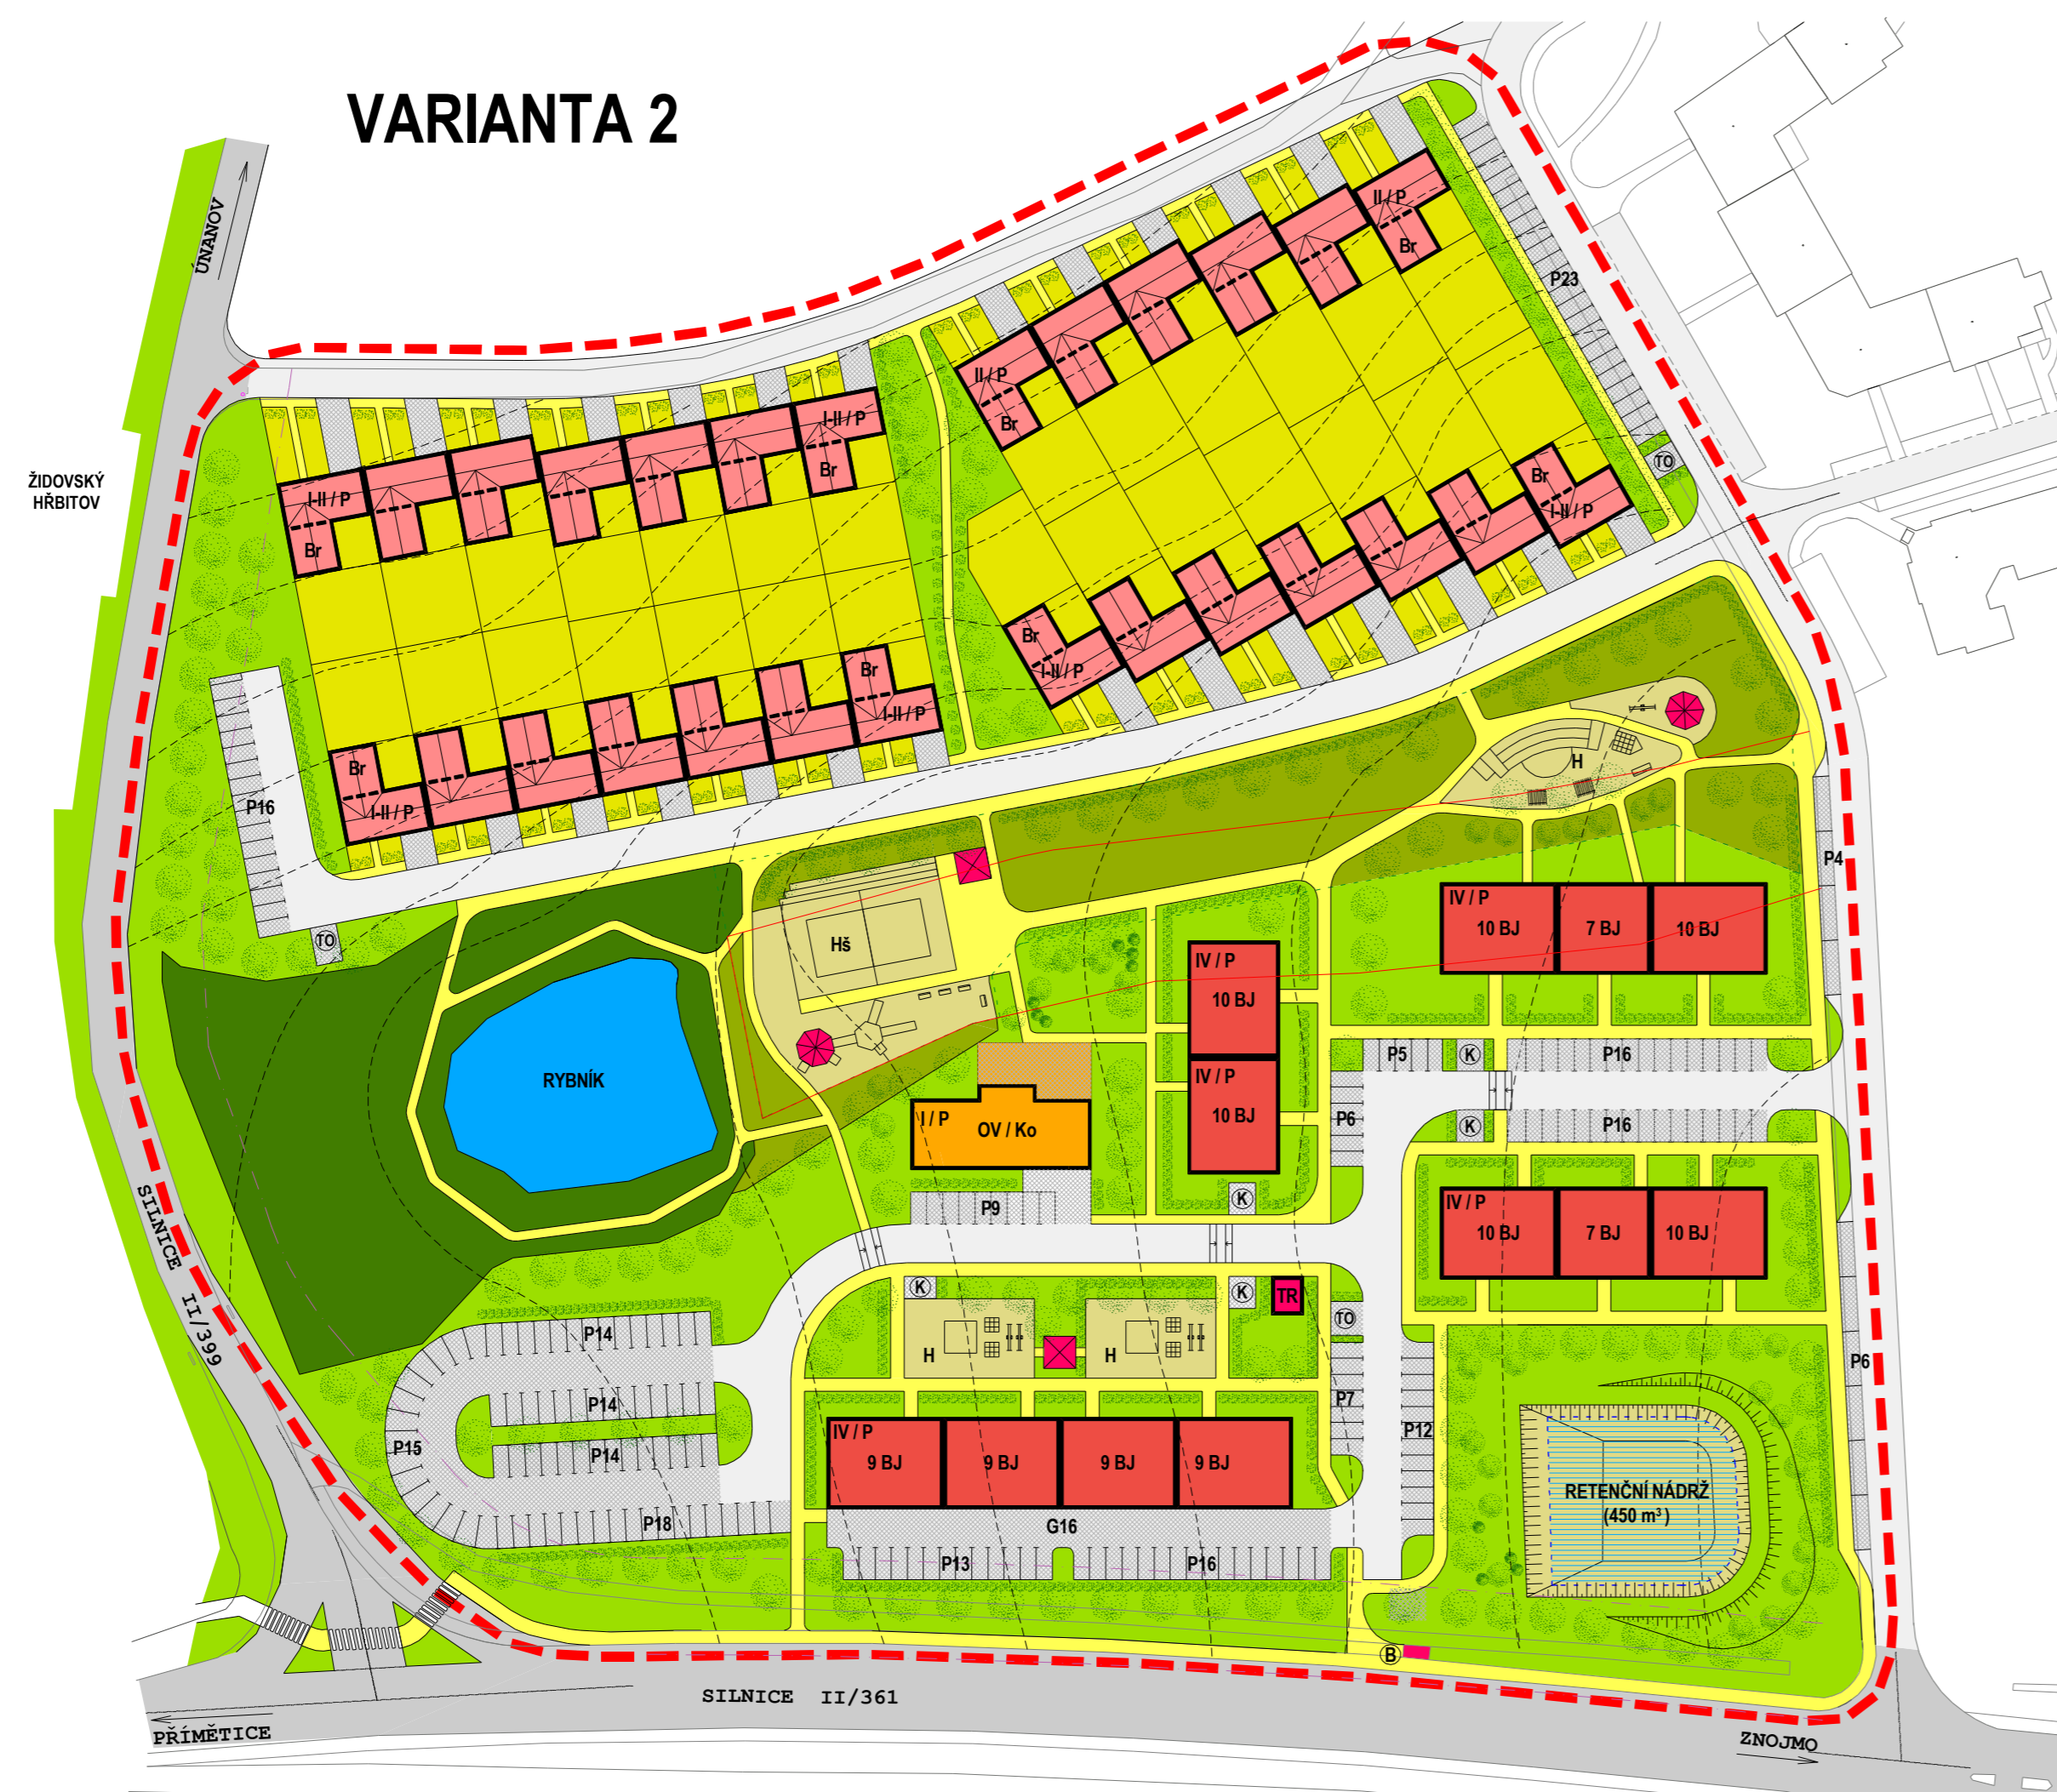 VARIANTA 2
ÚNANOV
ŽIDOVSKÝ
HŘBITOV
II / P
Br
P23
II / P
Br
I-II / P
Br
I-II / P
Br
TO
Br
I-II / P
Br
I-II / P
Br
I-II / P
Br
I-II / P
P16
TO
H
P4
Hš
IV / P
10 BJ
7 BJ
10 BJ
IV / P
10 BJ
IV / P
10 BJ
RYBNÍK
P5
K
P16
I / P
OV / Ko
P6
K
P16
K
P9
IV / P
10 BJ
7 BJ
10 BJ
SILNICE II/399
K
K
TR
TO
P14
H
H
P6
P14
P7
P12
P15
P14
IV / P
9 BJ
9 BJ
9 BJ
9 BJ
RETENČNÍ NÁDRŽ
(450 m³)
P18
G16
P13
P16
B
SILNICE II/361
PŘÍMĚTICE
ZNOJMO